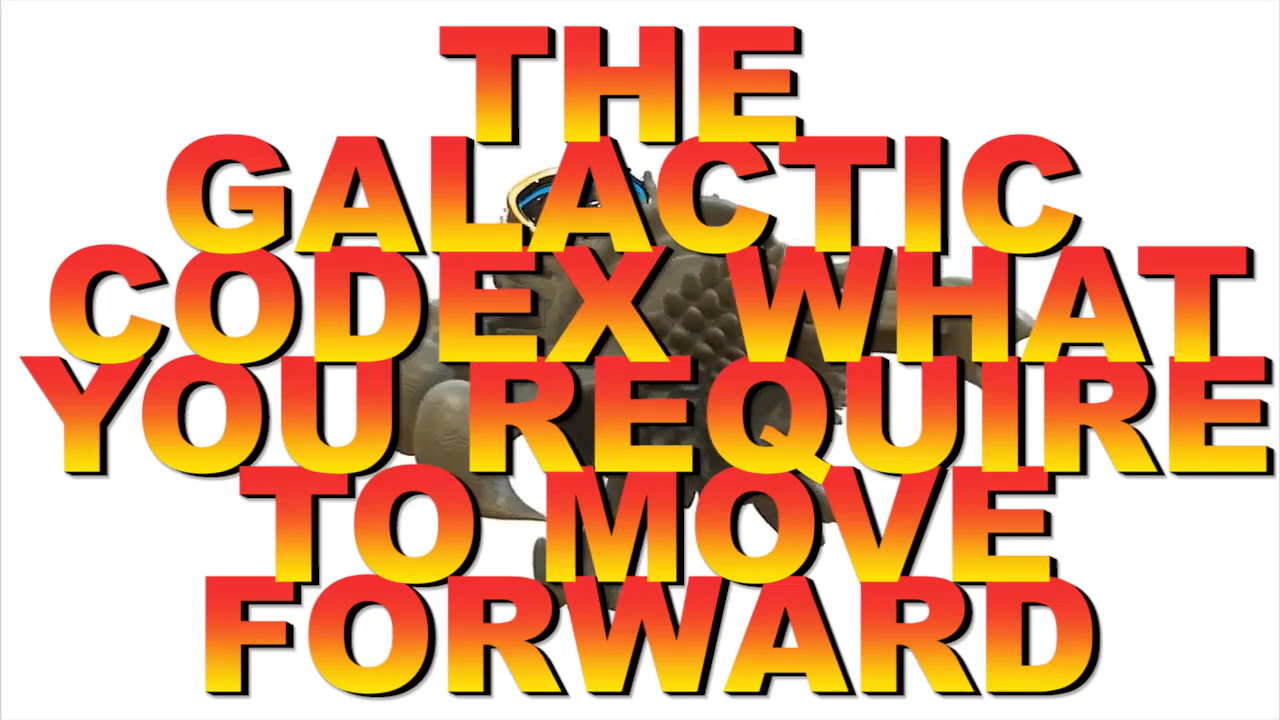 THE
GALACTIC
CODEX WHAT
YOU REQUIRE
TO MOVE
FORWARD